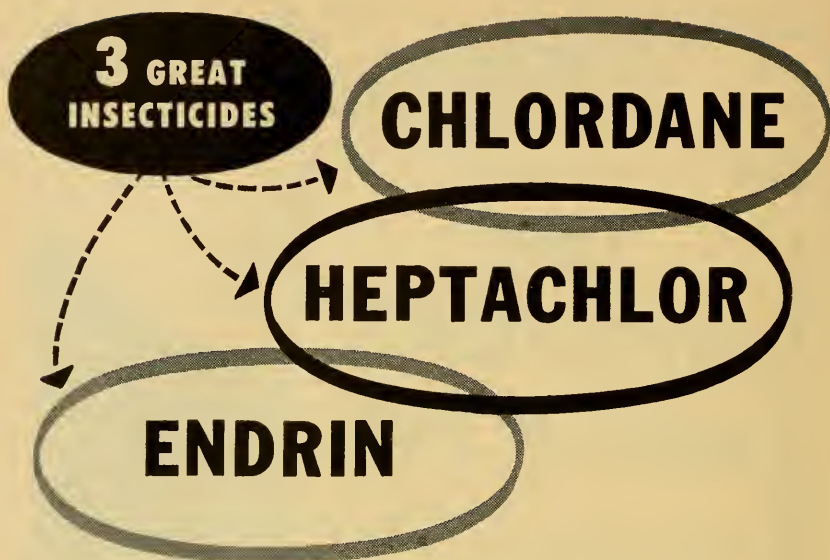 3 GREAT
INSECTICIDES
CHLORDANE
HEPTACHLOR
ENDRIN